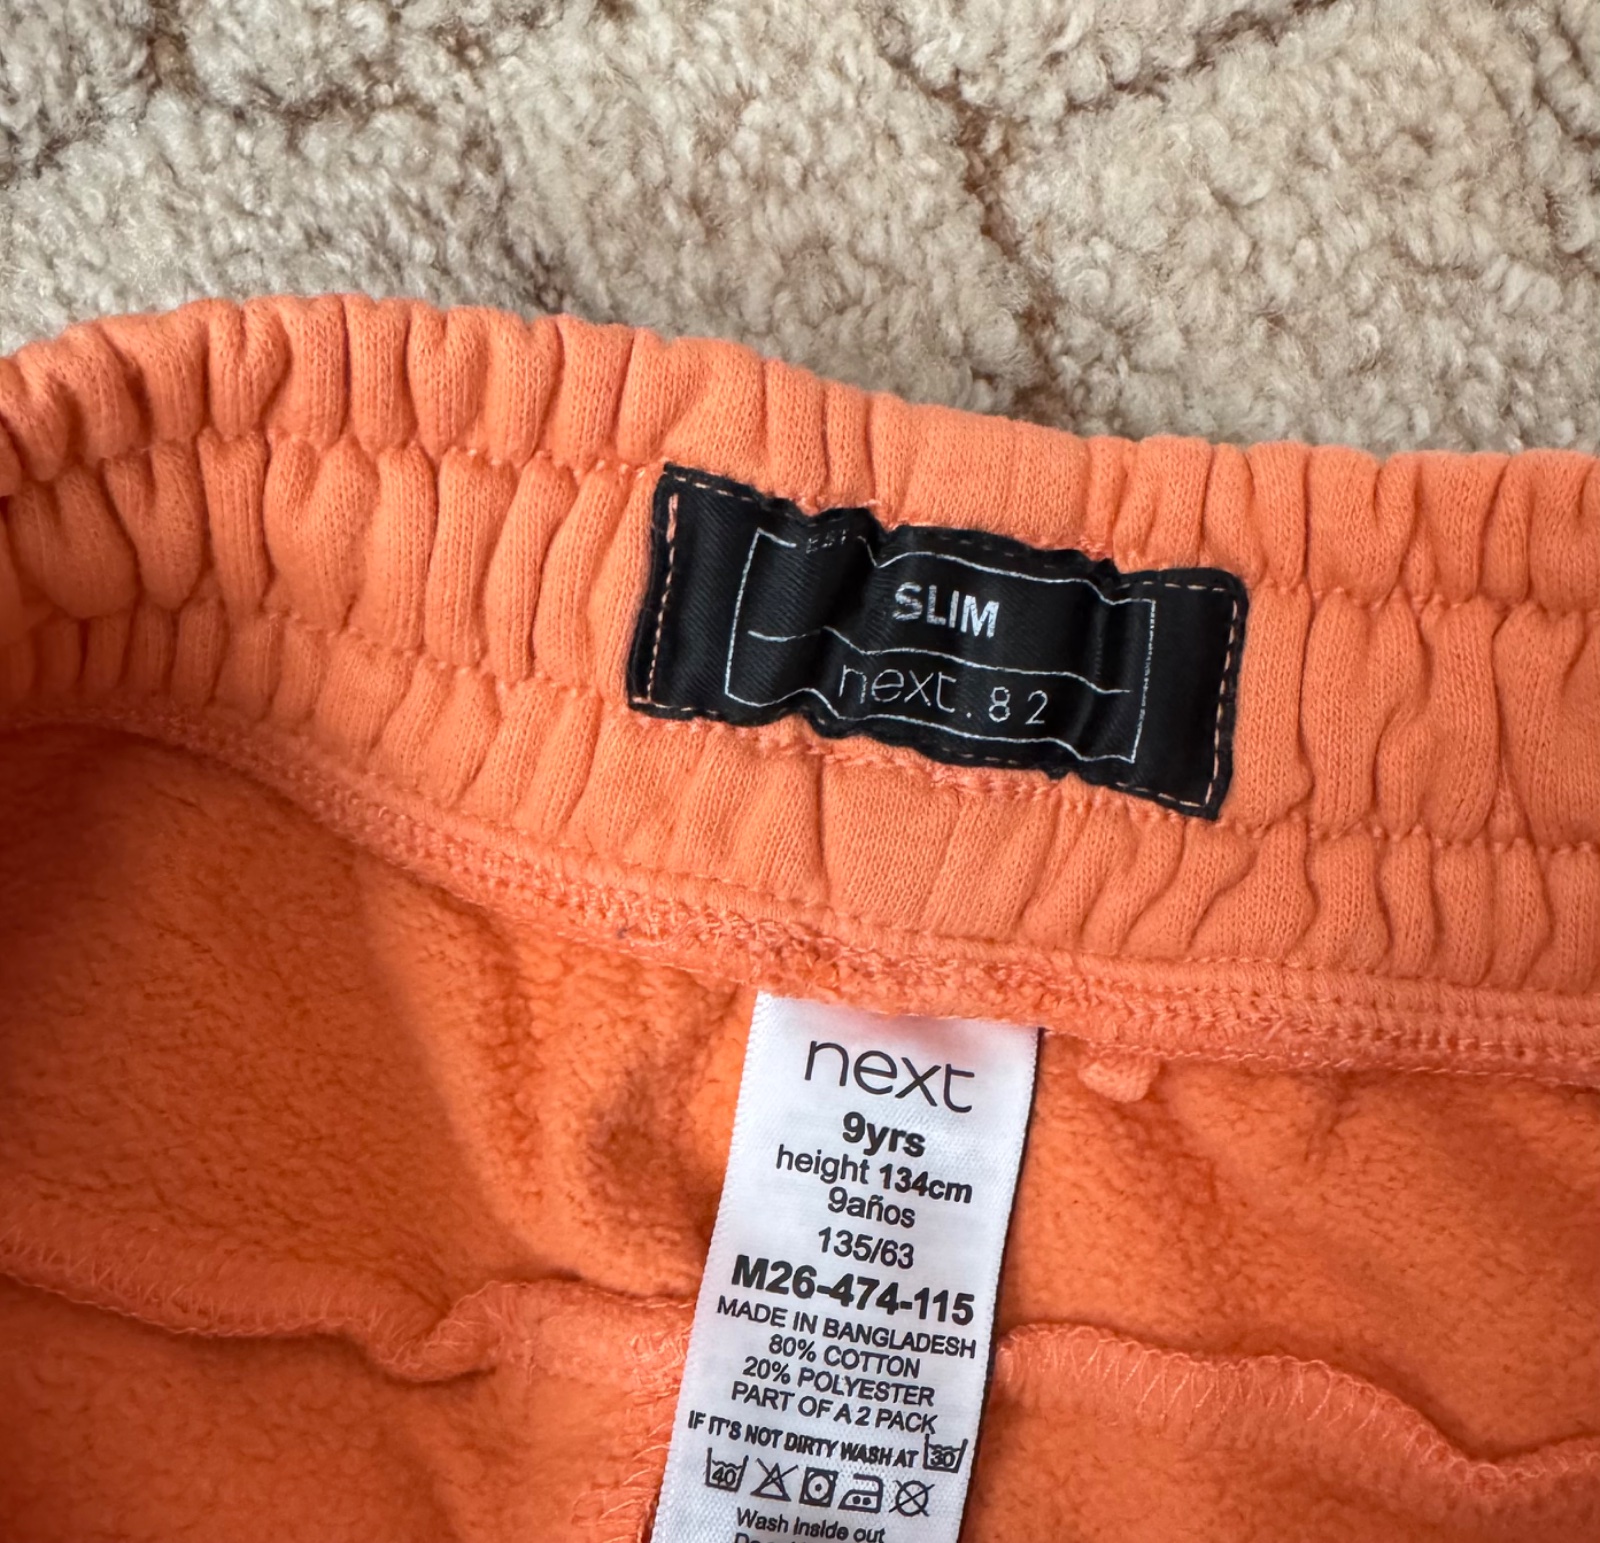 EST
SLIM
next.82
next
9yrs
height 134cm
9años
135/63
M26-474-115
MADE IN BANGLADESH
80% COTTON
20% POLYESTER
PART OF A 2 PACK
IF IT'S NOT DIRTY WASH AT 30
40
Wash inside out